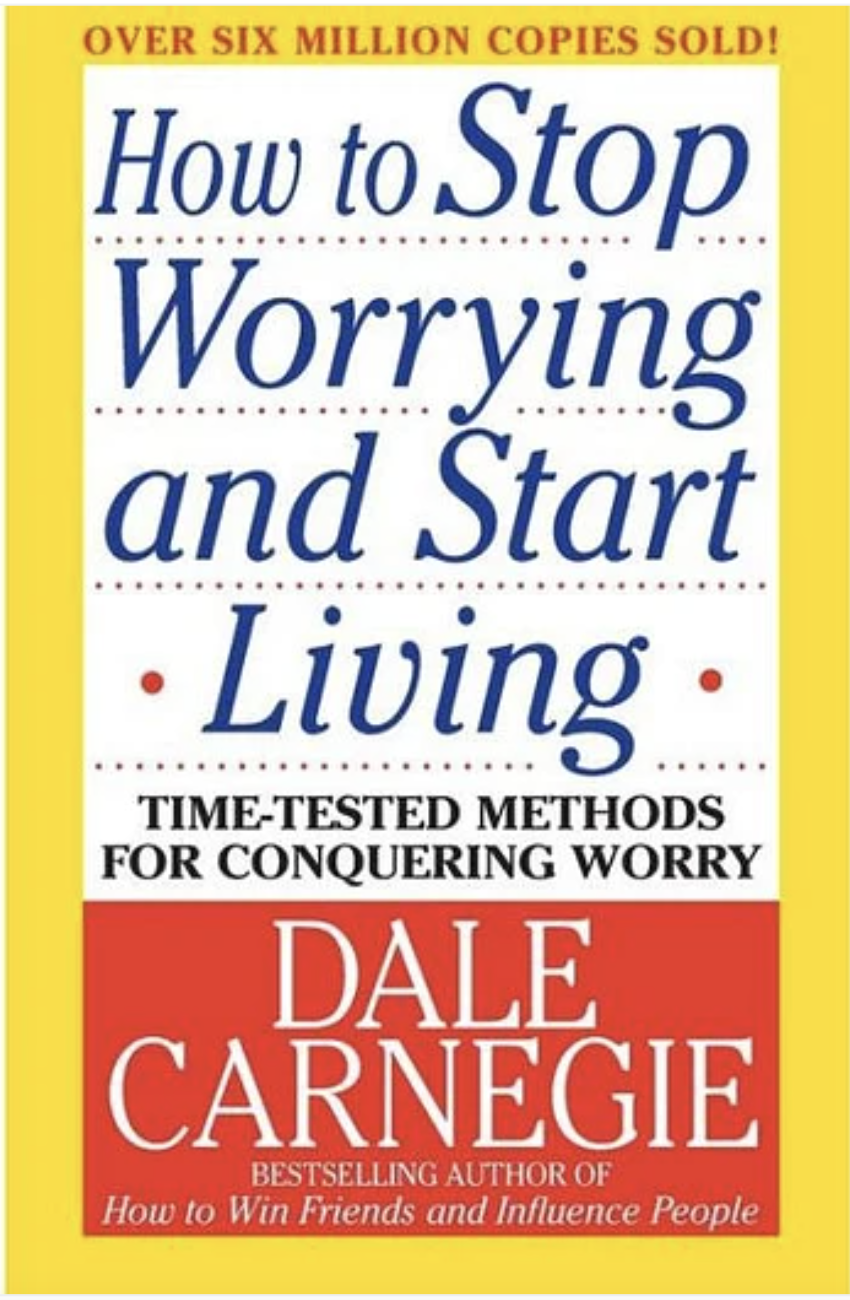 OVER SIX MILLION COPIES SOLD!
How to Stop
Worrying
and Start
• Living •
TIME-TESTED METHODS
FOR CONQUERING WORRY
DALE
CARNEGIE
BESTSELLING AUTHOR OF
How to Win Friends and Influence People